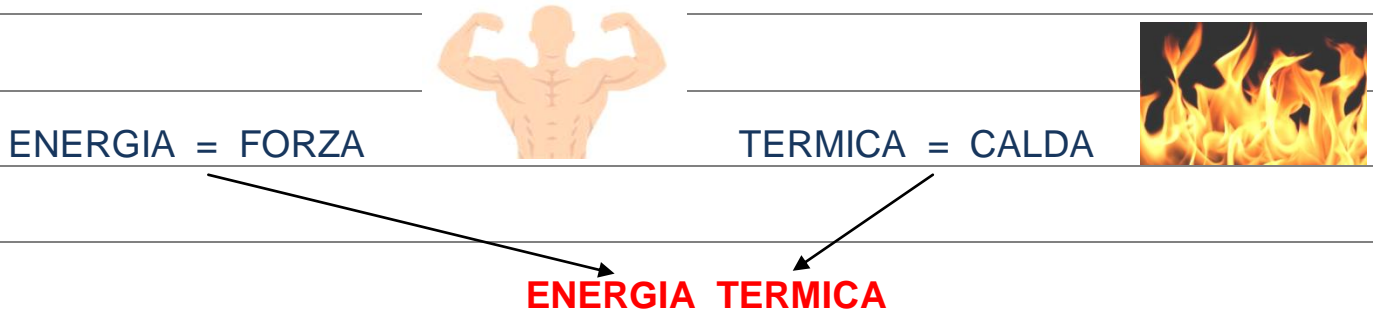 ENERGIA = FORZA TERMICA = CALDA
ENERGIA TERMICA